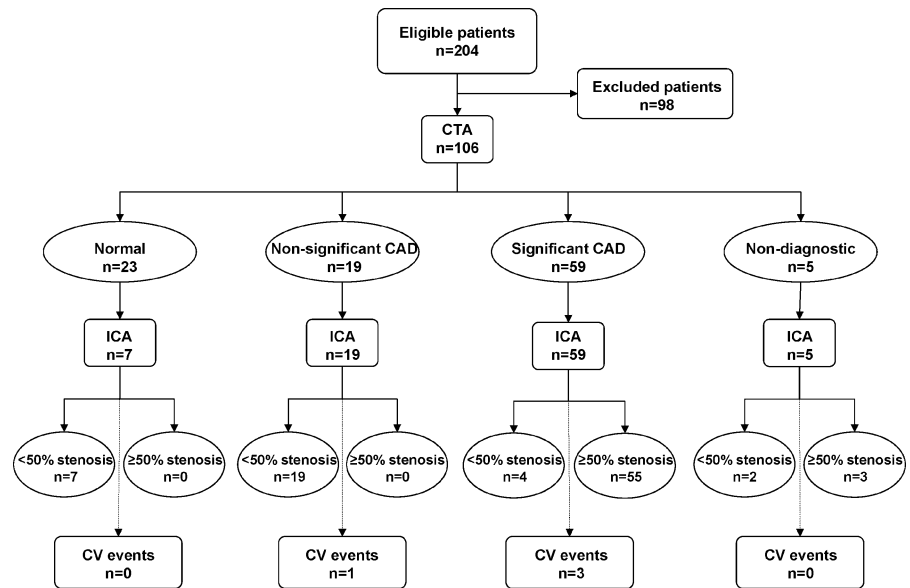 Eligible patients
n=204
Excluded patients
n=98
CTA
n=106
Normal
n=23
Non-significant CAD
n=19
Significant CAD
n=59
Non-diagnostic
n=5
ICA
n=7
ICA
n=19
ICA
n=59
ICA
n=5
<50% stenosis
n=7
≥50% stenosis
n=0
<50% stenosis
n=19
≥50% stenosis
n=0
<50% stenosis
n=4
≥50% stenosis
n=55
<50% stenosis
n=2
≥50% stenosis
n=3
CV events
n=0
CV events
n=1
CV events
n=3
CV events
n=0